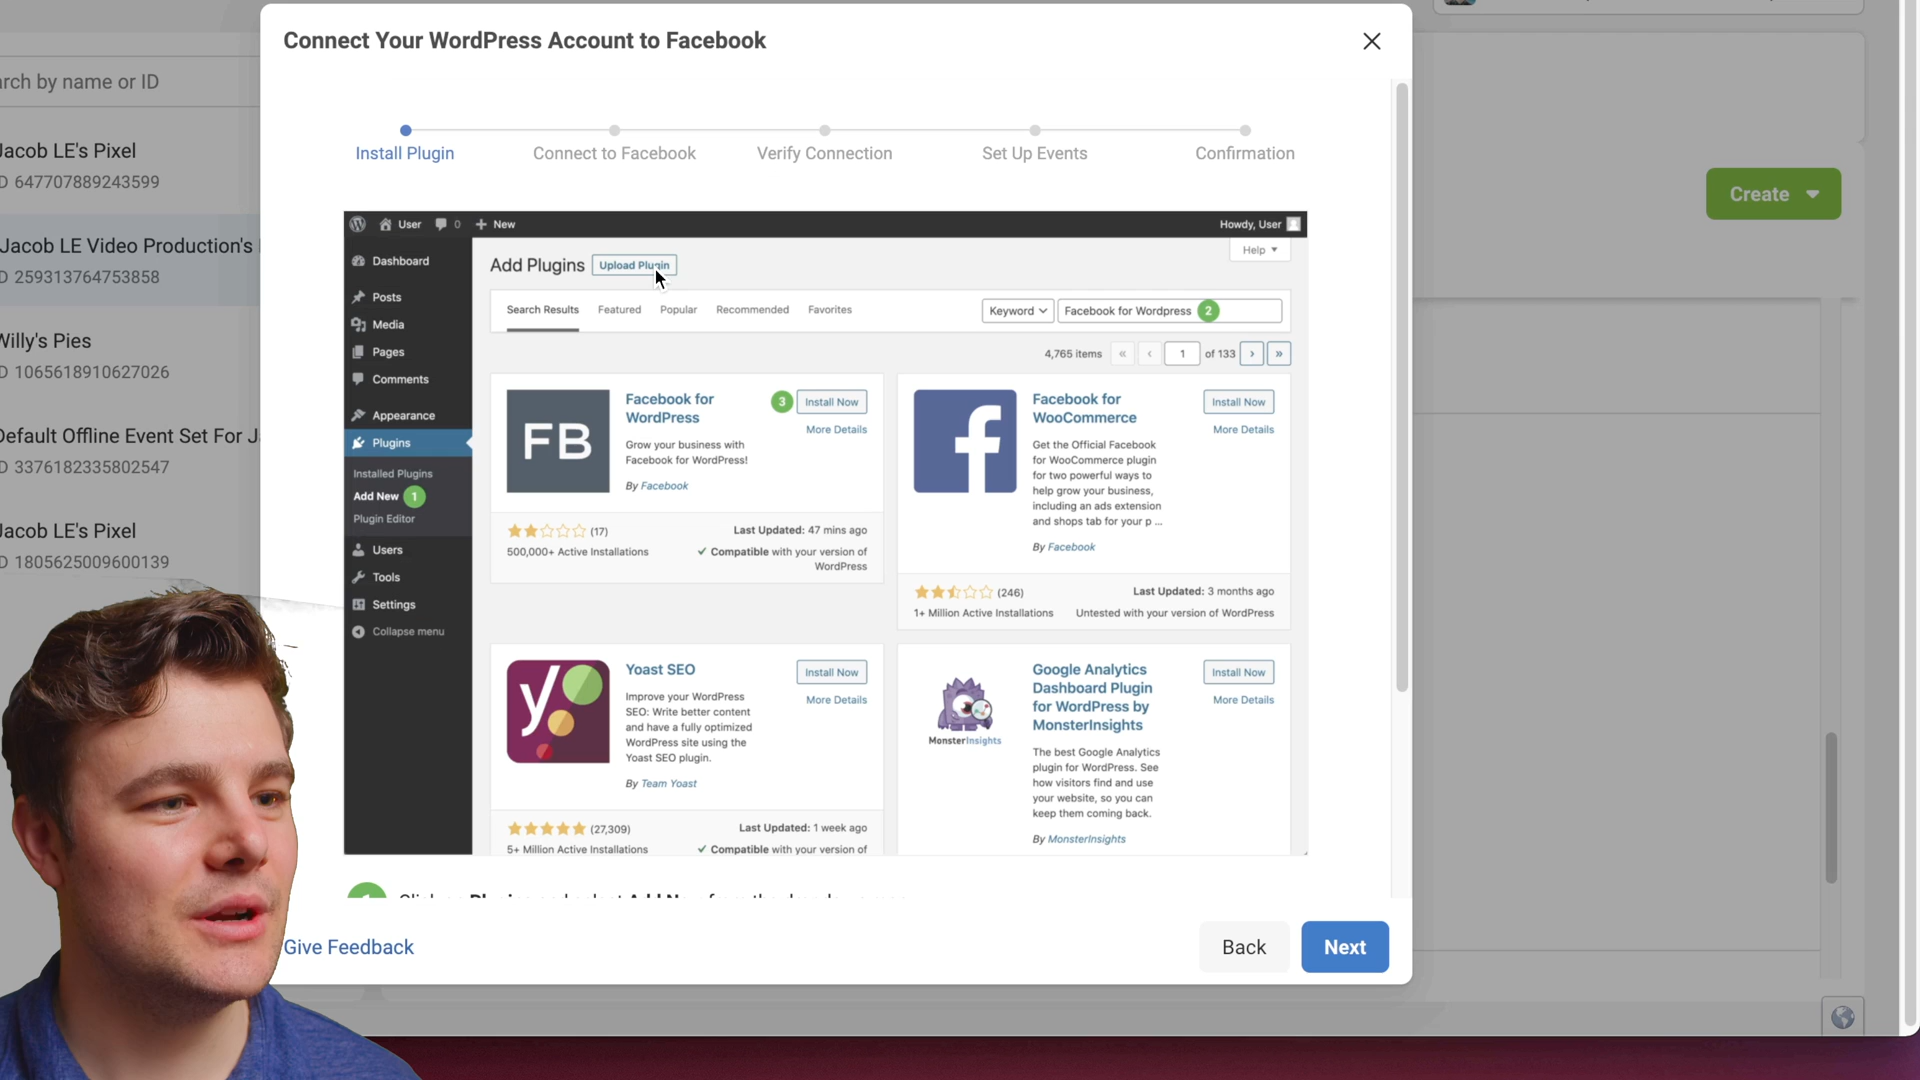 Connect Your WordPress Account to Facebook
rch by name or ID
Jacob LE's Pixel
D 647707889243599
Jacob LE Video Production's
D 259313764753858
Willy's Pies
D 1065618910627026
Default Offline Event Set For J
D 3376182335802547
Jacob LE's Pixel
D 1805625009600139
Create
Install Plugin
Connect to Facebook
Verify Connection
Set Up Events
Confirmation
User
0
New
Howdy, User
Help
Dashboard
Posts
Media
Pages
Comments
Appearance
Plugins
Installed Plugins
Add New 1
Plugin Editor
Users
Tools
Settings
Collapse menu
Add Plugins
Upload Plugin
Search Results
Featured
Popular
Recommended
Favorites
Keyword
Facebook for Wordpress 2
4,765 items « ‹ 1 of 133 › »
FB
Facebook for
WordPress
3
Install Now
More Details
Grow your business with
Facebook for WordPress!
By Facebook
(17)
Last Updated: 47 mins ago
500,000+ Active Installations
Compatible with your version of
WordPress
f
Facebook for
WooCommerce
Install Now
More Details
Get the Official Facebook
for WooCommerce plugin
for two powerful ways to
help grow your business,
including an ads extension
and shops tab for your p ...
By Facebook
(246)
Last Updated: 3 months ago
1+ Million Active Installations
Untested with your version of WordPress
y
Yoast SEO
Install Now
More Details
Improve your WordPress
SEO: Write better content
and have a fully optimized
WordPress site using the
Yoast SEO plugin.
By Team Yoast
(27,309)
Last Updated: 1 week ago
5+ Million Active Installations
Compatible with your version of
MonsterInsights
Google Analytics
Dashboard Plugin
for WordPress by
MonsterInsights
Install Now
More Details
The best Google Analytics
plugin for WordPress. See
how visitors find and use
your website, so you can
keep them coming back.
By MonsterInsights
Give Feedback
Back
Next